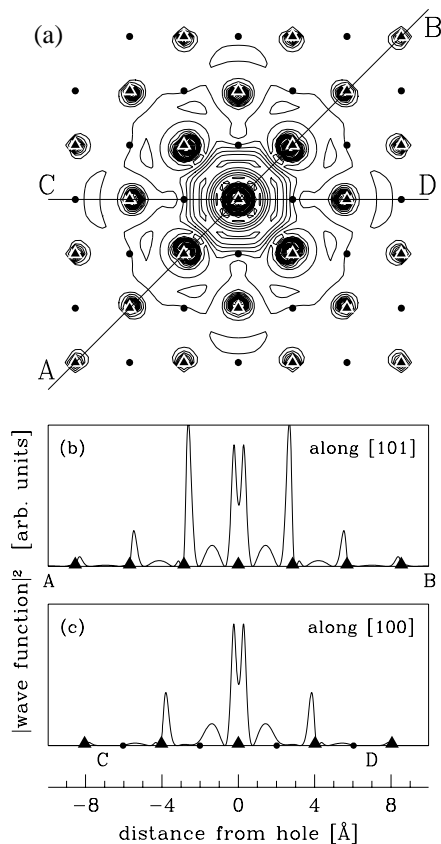 (a)
B
C
D
A
(b)
along [101]
A
B
(c)
along [100]
C
D
|wave function|² [arb. units]
−8 −4 0 4 8
distance from hole [Å]